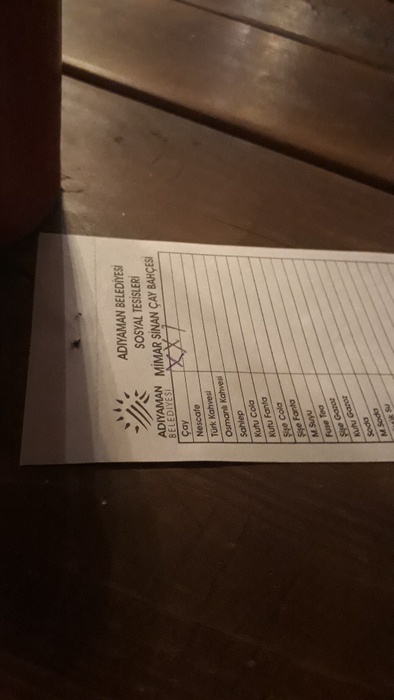 ADIYAMAN BELEDİYESİ
SOSYAL TESİSLERİ
MİMAR SİNAN ÇAY BAHÇESİ
ADIYAMAN
BELEDİYESİ
Çay
Nescafe
Türk Kahvesi
Osmanlı Kahvesi
Sahlep
Kutu Cola
Kutu Fanta
Şişe Cola
Şişe Fanta
M.Suyu
Fuse Tea
Şişe Gazoz
Kutu Gazoz
Soda
M.Soda